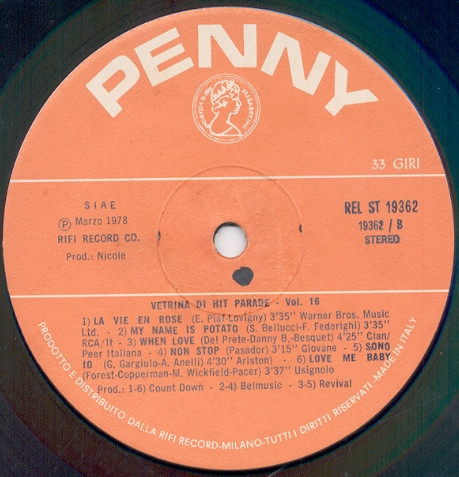 PENNY
33 GIRI
SIAE
Ⓟ Marzo 1978
RIFI RECORD CO.
Prod.: Nicole
REL ST 19362
19362 / B
STEREO
VETRINA DI HIT PARADE - Vol. 16
1) LA VIE EN ROSE (E. Piaf-Lovigny) 3'35" Warner Bros. Music
Ltd. - 2) MY NAME IS POTATO (S. Bellucci-F. Federighi) 3'35"
RCA/It - 3) WHEN LOVE (Del Prete-Danny B.-Besquet) 4'25" Clan/
Peer Italiana - 4) NON STOP (Pasador) 3'15" Giovane - 5) SONO
IO (G. Gargiulo-A. Anelli) 4'30" Ariston) - 6) LOVE ME BABY
(Forest-Copperman-M. Wickfield-Pacer) 3'37" Usignolo
Prod.: 1-6) Count Down - 2-4) Belmusic - 3-5) Revival
PRODOTTO E DISTRIBUITO DALLA RIFI RECORD-MILANO-TUTTI I DIRITTI RISERVATI-MADE IN ITALY